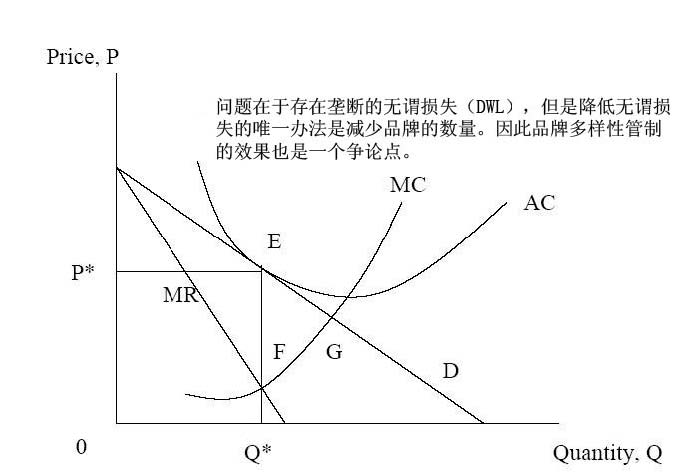 Price, P
问题在于存在垄断的无谓损失（DWL），但是降低无谓损
失的唯一办法是减少品牌的数量。因此品牌多样性管制
的效果也是一个争论点。
MC
AC
E
P*
MR
F
G
D
0
Q*
Quantity, Q